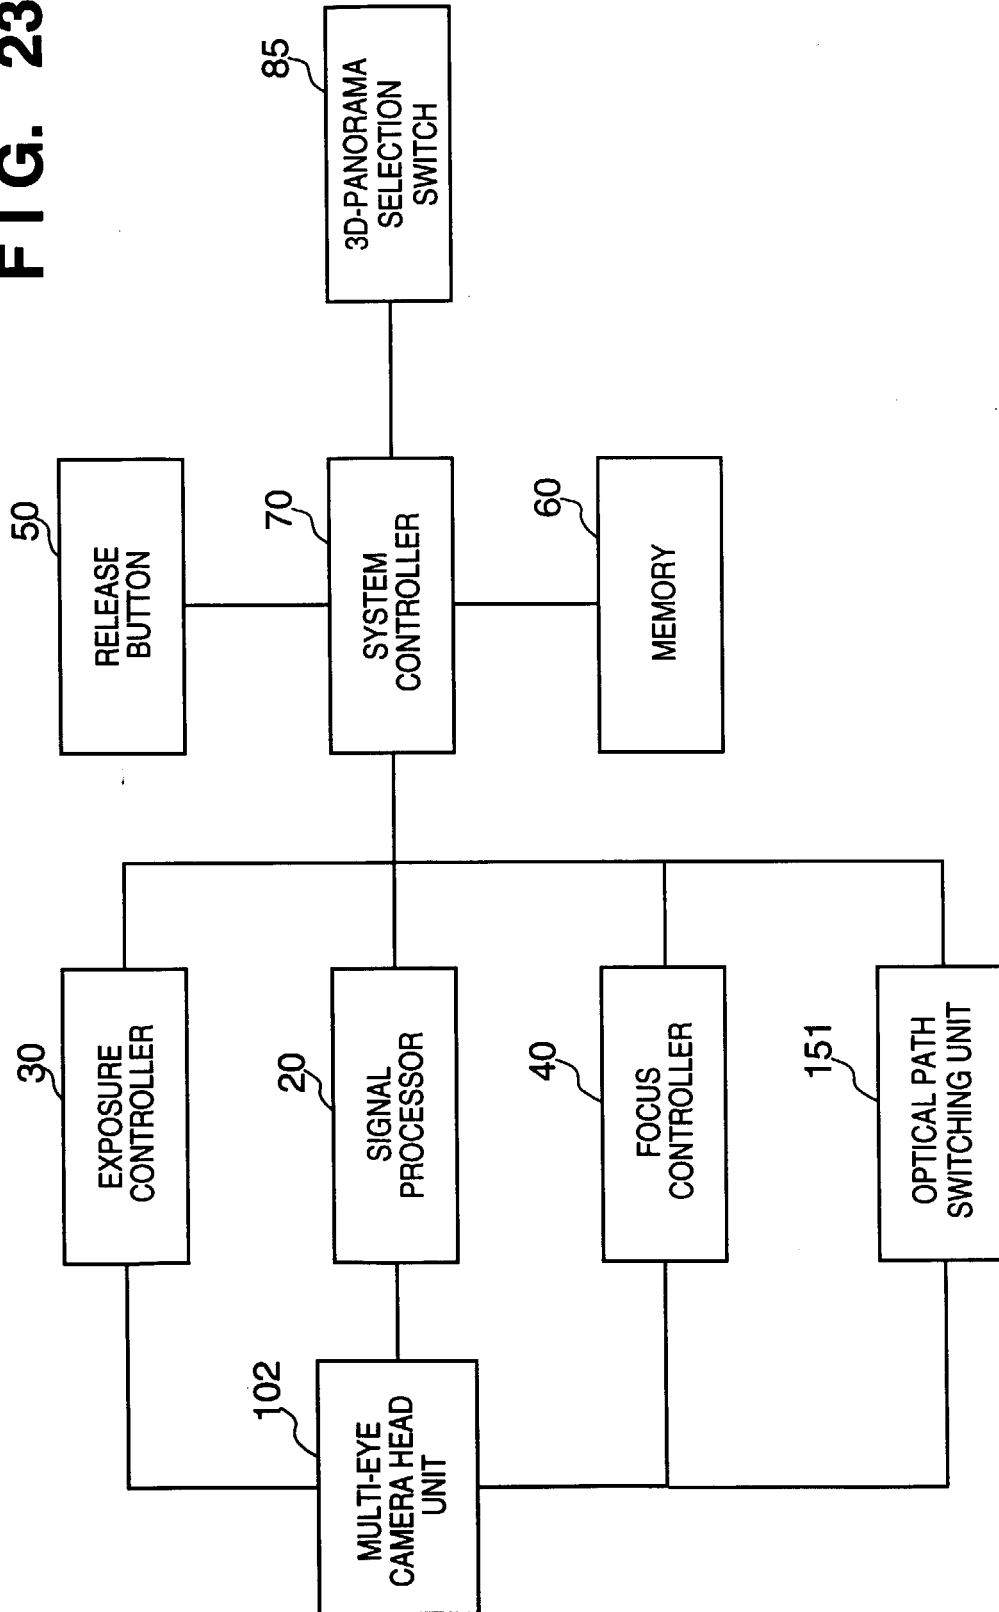 FIG. 23
50
RELEASE
BUTTON
30
EXPOSURE
CONTROLLER
102
MULTI-EYE
CAMERA HEAD
UNIT
20
SIGNAL
PROCESSOR
70
SYSTEM
CONTROLLER
85
3D-PANORAMA
SELECTION
SWITCH
40
FOCUS
CONTROLLER
60
MEMORY
151
OPTICAL PATH
SWITCHING UNIT